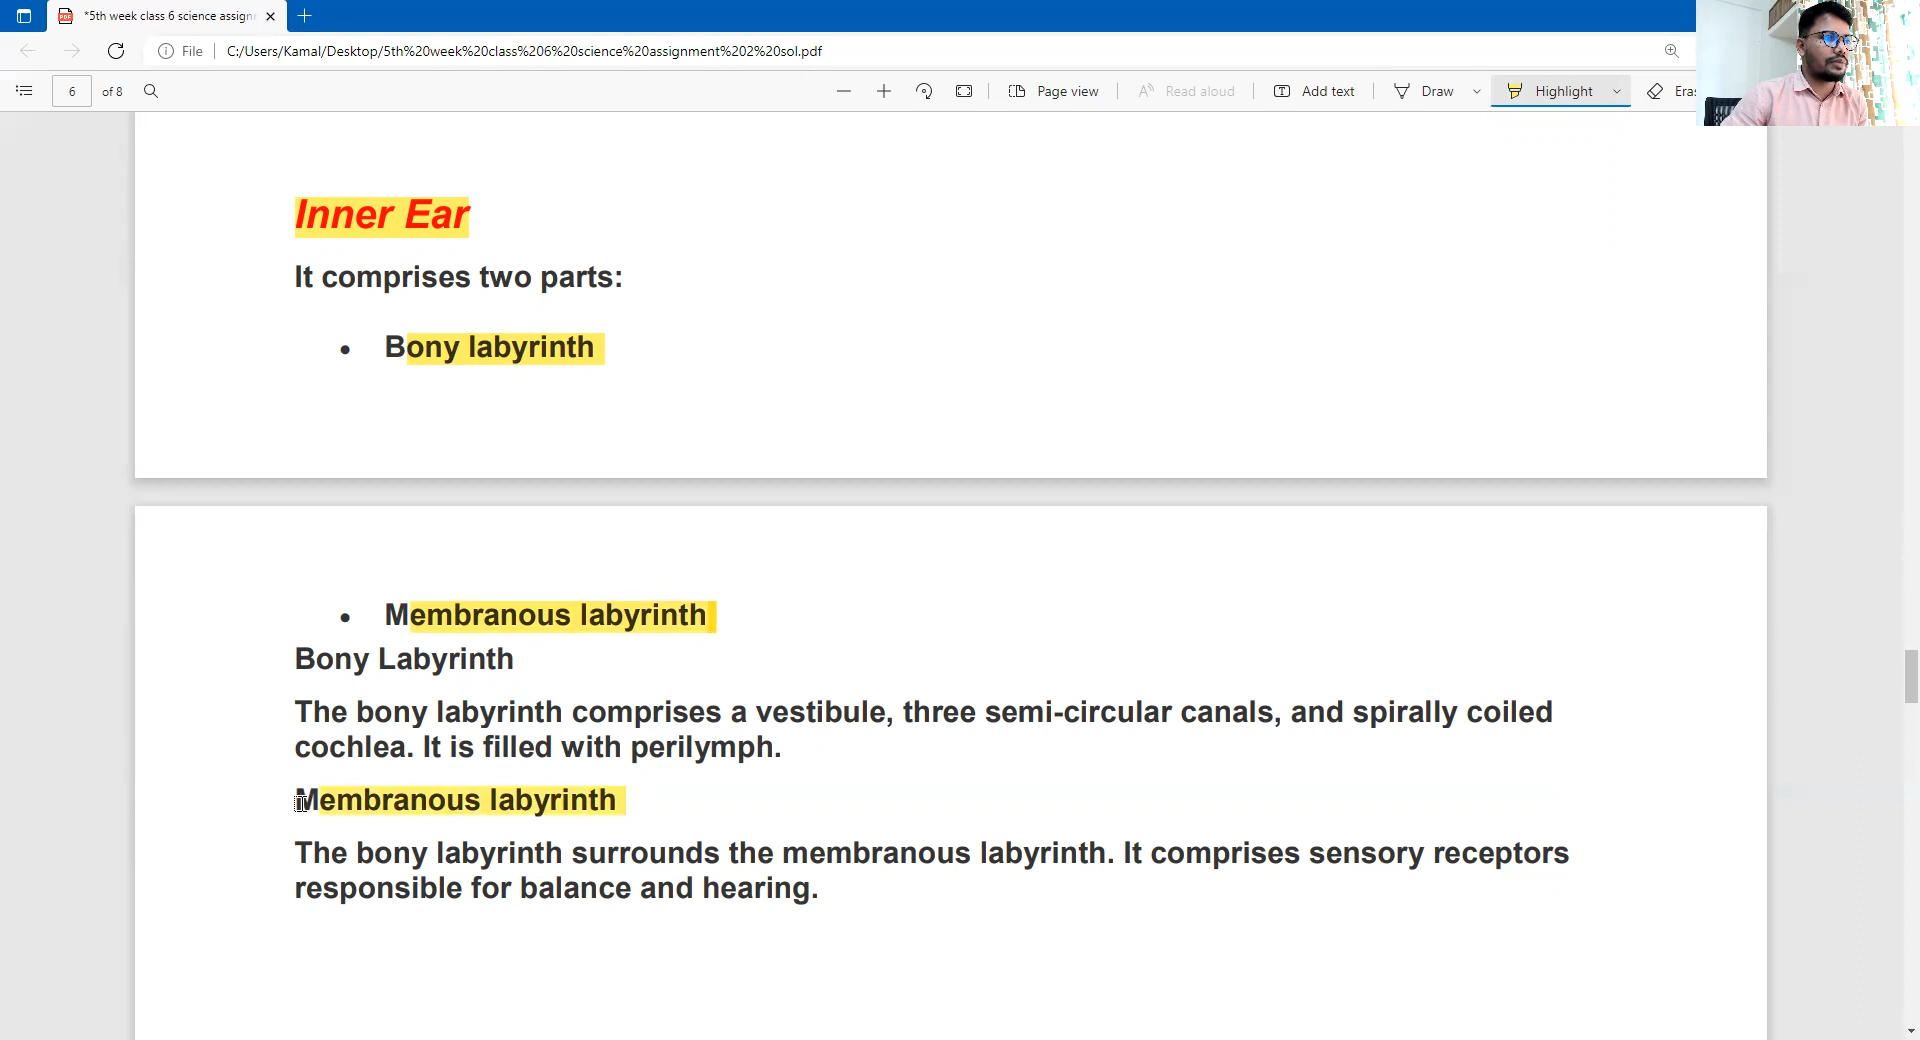 *5th week class 6 science assign
File
C:/Users/Kamal/Desktop/5th%20week%20class%206%20science%20assignment%202%20sol.pdf
6 of 8
Page view
Read aloud
Add text
Draw
Highlight
Inner Ear
It comprises two parts:
• Bony labyrinth
• Membranous labyrinth
Bony Labyrinth
The bony labyrinth comprises a vestibule, three semi-circular canals, and spirally coiled
cochlea. It is filled with perilymph.
Membranous labyrinth
The bony labyrinth surrounds the membranous labyrinth. It comprises sensory receptors
responsible for balance and hearing.